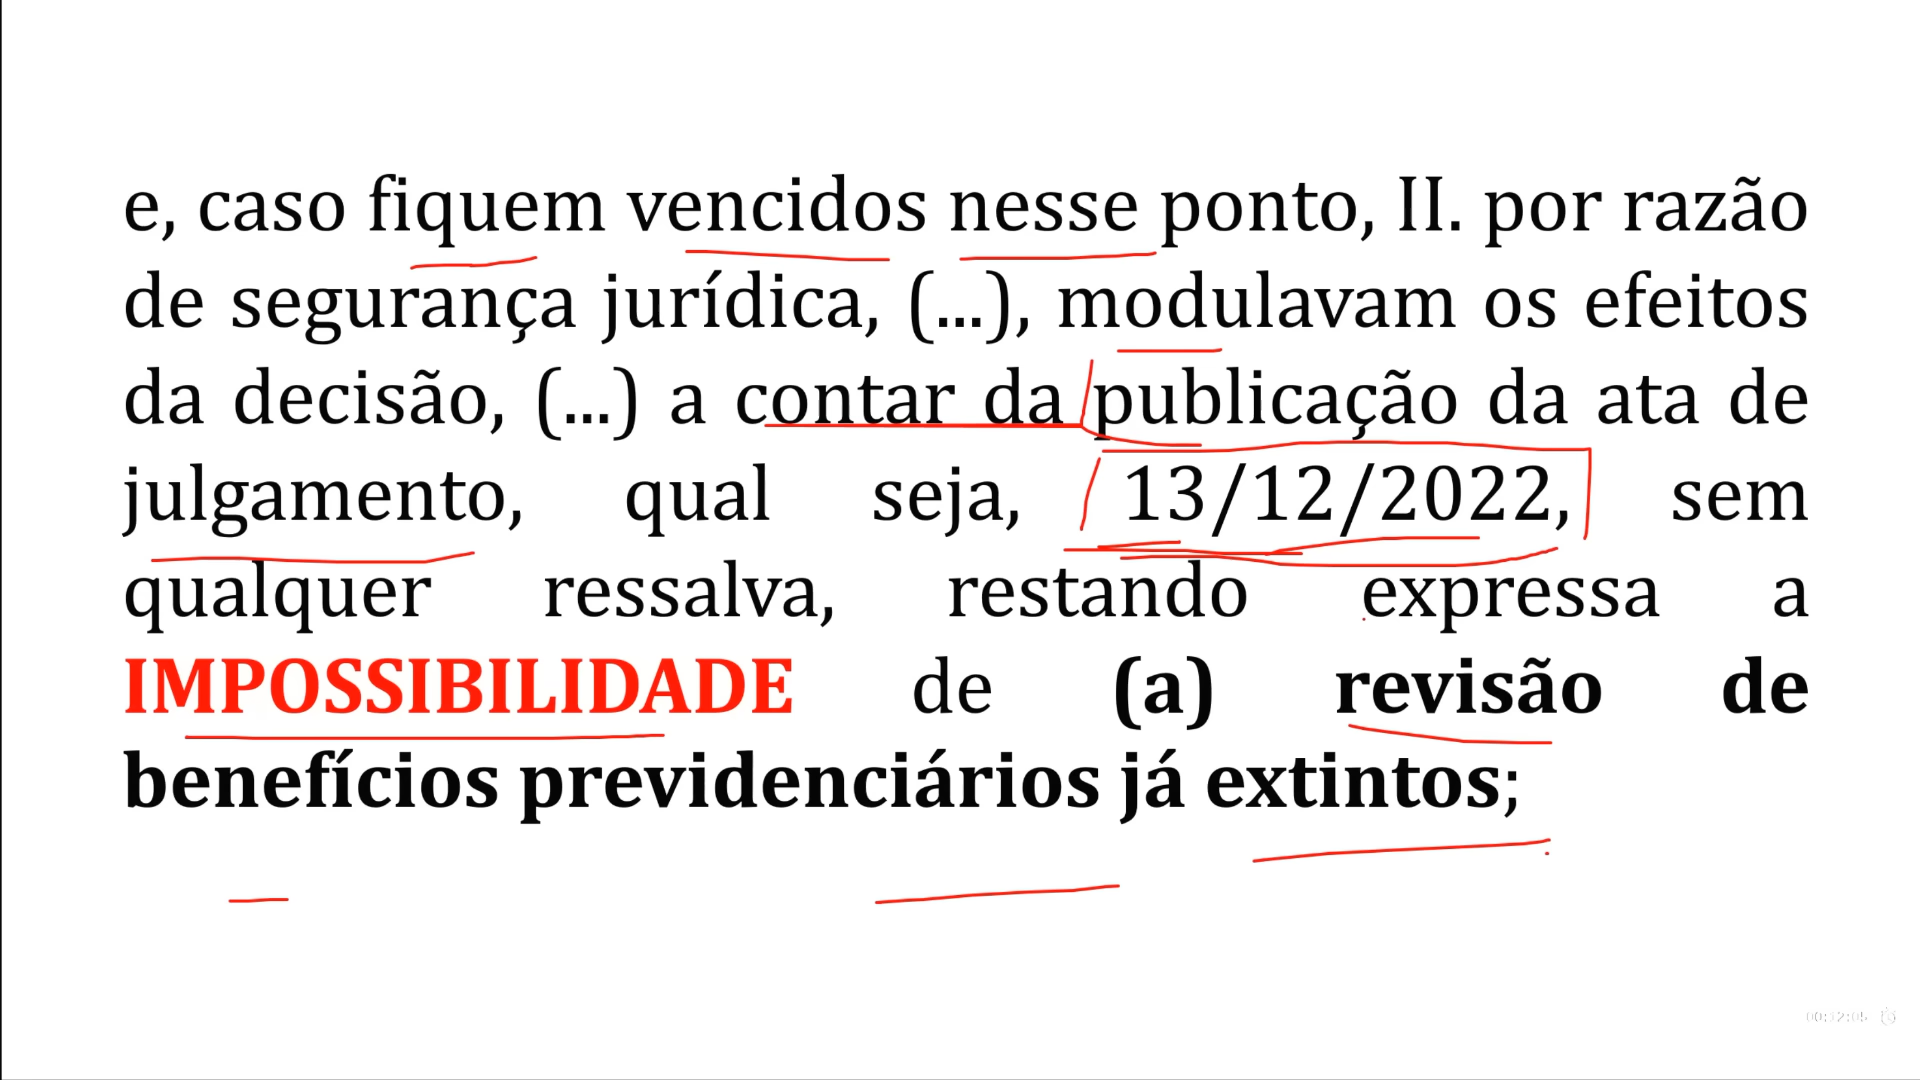 e, caso fiquem vencidos nesse ponto, II. por razão
de segurança jurídica, (...), modulavam os efeitos
da decisão, (...) a contar da publicação da ata de
julgamento, qual seja, 13/12/2022, sem
qualquer ressalva, restando expressa a
IMPOSSIBILIDADE de (a) revisão de
benefícios previdenciários já extintos;